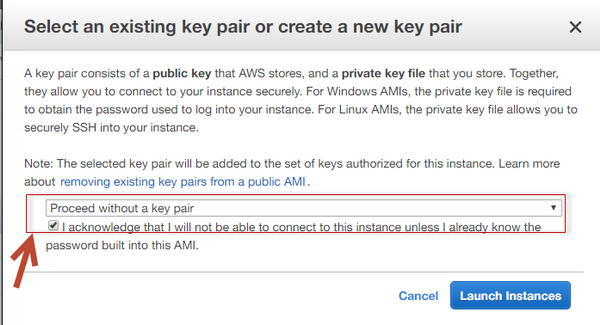 Select an existing key pair or create a new key pair
A key pair consists of a public key that AWS stores, and a private key file that you store. Together,
they allow you to connect to your instance securely. For Windows AMIs, the private key file is required
to obtain the password used to log into your instance. For Linux AMIs, the private key file allows you to
securely SSH into your instance.
Note: The selected key pair will be added to the set of keys authorized for this instance. Learn more
about removing existing key pairs from a public AMI .
Proceed without a key pair
I acknowledge that I will not be able to connect to this instance unless I already know the
password built into this AMI.
Cancel Launch Instances